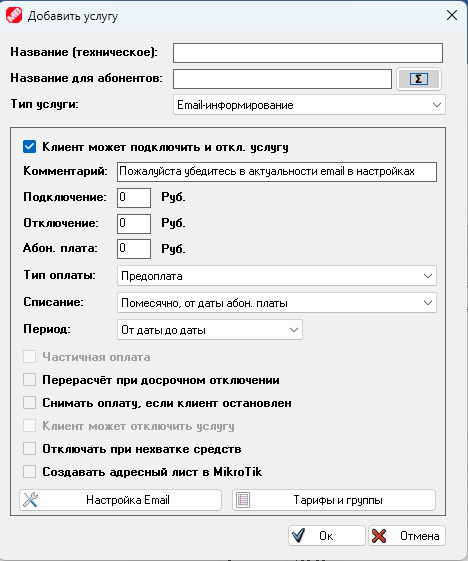 Добавить услугу
Название (техническое):
Название для абонентов: Σ
Тип услуги: Email-информирование
Клиент может подключить и откл. услугу
Комментарий: Пожалуйста убедитесь в актуальности email в настройках
Подключение: 0 Руб.
Отключение: 0 Руб.
Абон. плата: 0 Руб.
Тип оплаты: Предоплата
Списание: Помесячно, от даты абон. платы
Период: От даты до даты
Частичная оплата
Перерасчёт при досрочном отключении
Снимать оплату, если клиент остановлен
Клиент может отключить услугу
Отключать при нехватке средств
Создавать адресный лист в MikroTik
Настройка Email Тарифы и группы
Ок Отмена